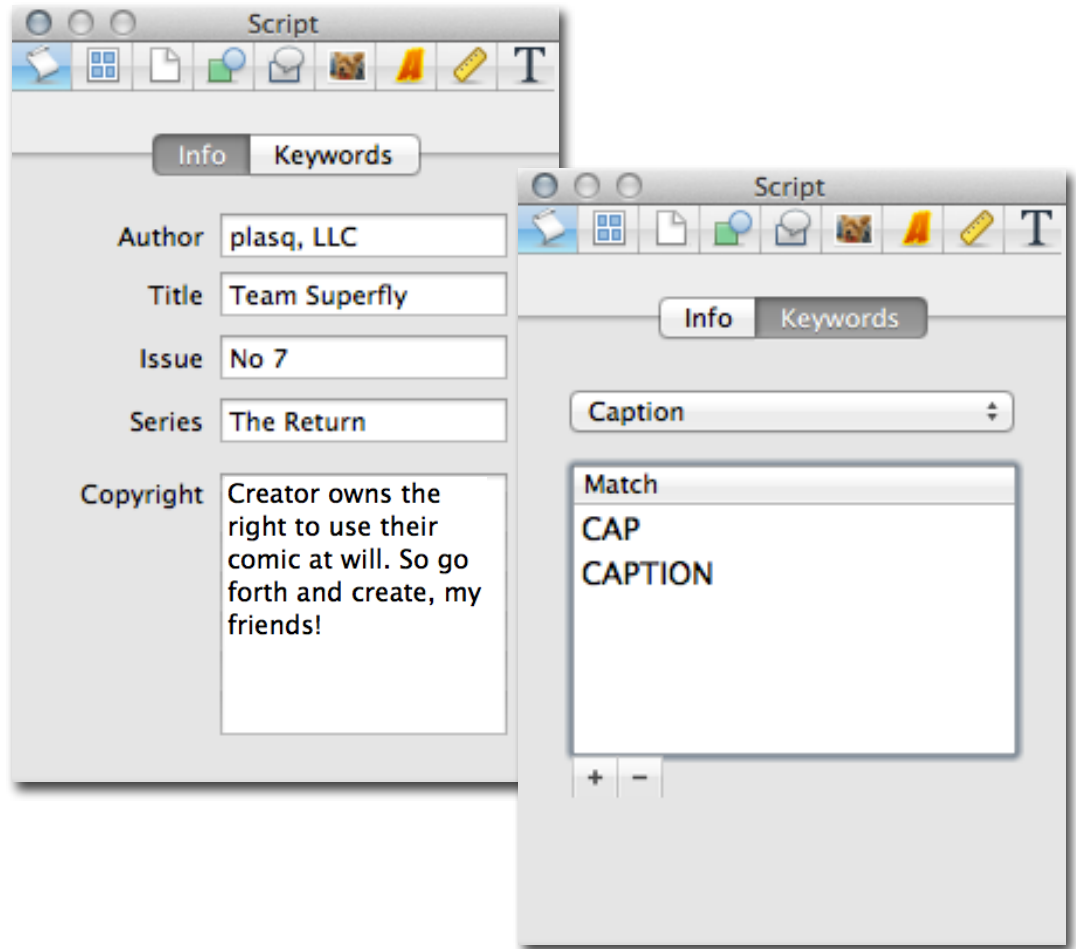 Script
T
Info Keywords
Author plasq, LLC
Title Team Superfly
Issue No 7
Series The Return
Copyright Creator owns the
right to use their
comic at will. So go
forth and create, my
friends!
Script
T
Info Keywords
Caption
Match
CAP
CAPTION
+ −